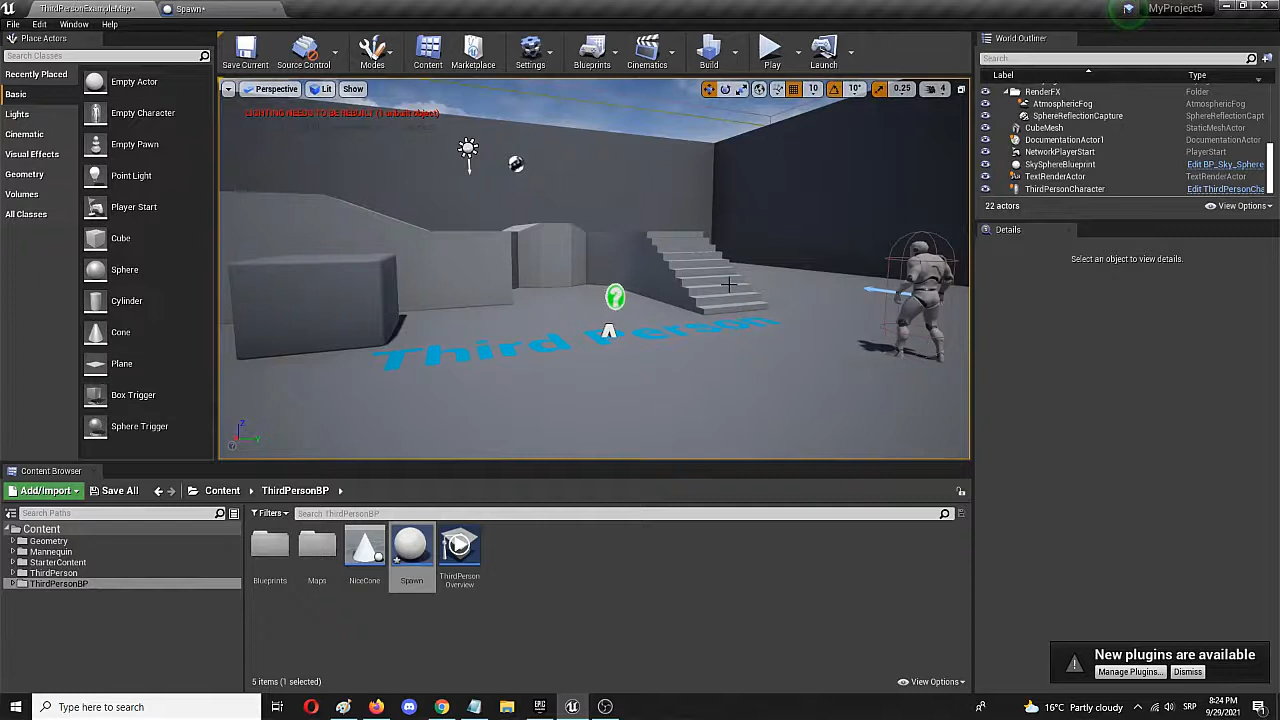 ThirdPersonExampleMap*
Spawn*
MyProject5
File Edit Window Help
Place Actors
Search Classes
Recently Placed
Basic
Lights
Cinematic
Visual Effects
Geometry
Volumes
All Classes
Empty Actor
Empty Character
Empty Pawn
Point Light
Player Start
Cube
Sphere
Cylinder
Cone
Plane
Box Trigger
Sphere Trigger
Save Current
Source Control
Modes
Content
Marketplace
Settings
Blueprints
Cinematics
Build
Play
Launch
Perspective
Lit
Show
10
10°
0.25
4
LIGHTING NEEDS TO BE REBUILT (1 unbuilt object)
Third Person
World Outliner
Search
Label Type
RenderFX Folder
AtmosphericFog AtmosphericFog
SphereReflectionCapture SphereReflectionCapt
CubeMesh StaticMeshActor
DocumentationActor1 DocumentationActor
NetworkPlayerStart PlayerStart
SkySphereBlueprint Edit BP_Sky_Sphere
TextRenderActor TextRenderActor
ThirdPersonCharacter Edit ThirdPersonCha
22 actors
View Options
Details
Select an object to view details.
Content Browser
Add/Import
Save All
Content
ThirdPersonBP
Search Paths
Filters
Search ThirdPersonBP
Content
Geometry
Mannequin
StarterContent
ThirdPerson
ThirdPersonBP
Blueprints
Maps
NiceCone
Spawn
ThirdPerson
Overview
5 items (1 selected)
View Options
New plugins are available
Manage Plugins...
Dismiss
Type here to search
EPIC
16°C Partly cloudy
SRP
8:24 PM
9/29/2021